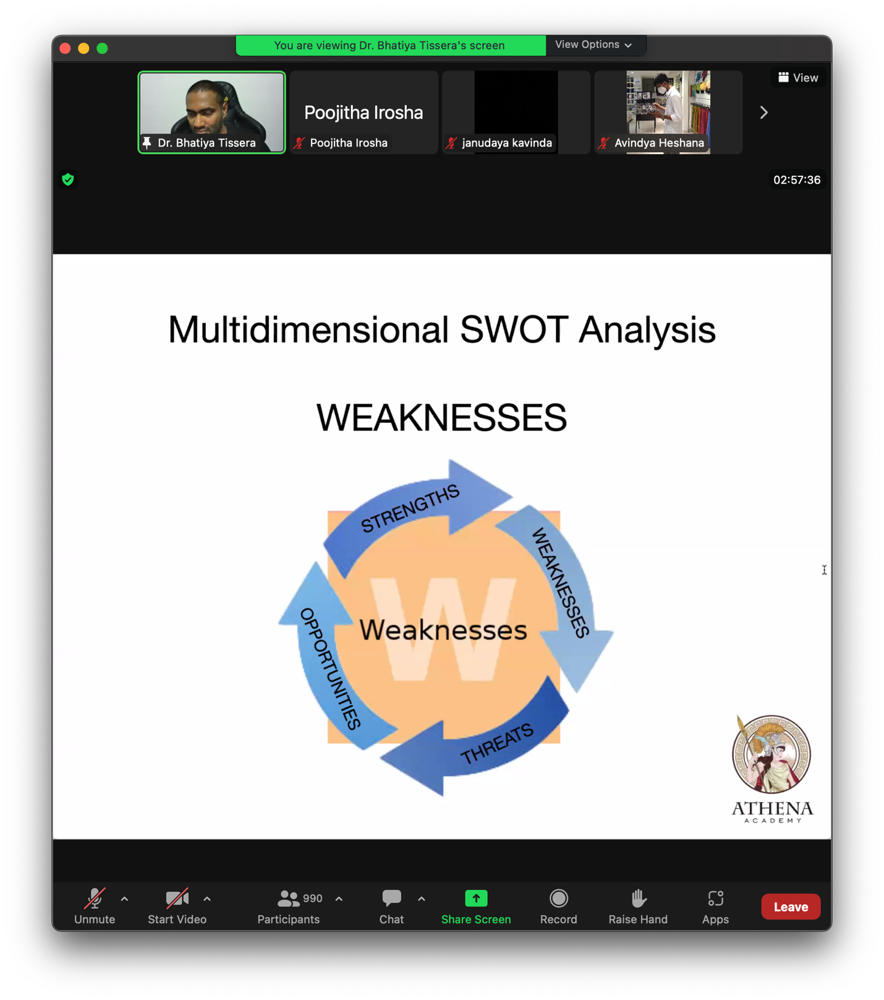 You are viewing Dr. Bhatiya Tissera's screen
View Options
View
Poojitha Irosha
Dr. Bhatiya Tissera
Poojitha Irosha
janudaya kavinda
Avindya Heshana
02:57:36
Multidimensional SWOT Analysis
WEAKNESSES
STRENGTHS
WEAKNESSES
W
Weaknesses
OPPORTUNITIES
THREATS
ATHENA
ACADEMY
Unmute
Start Video
990
Participants
Chat
Share Screen
Record
Raise Hand
Apps
Leave